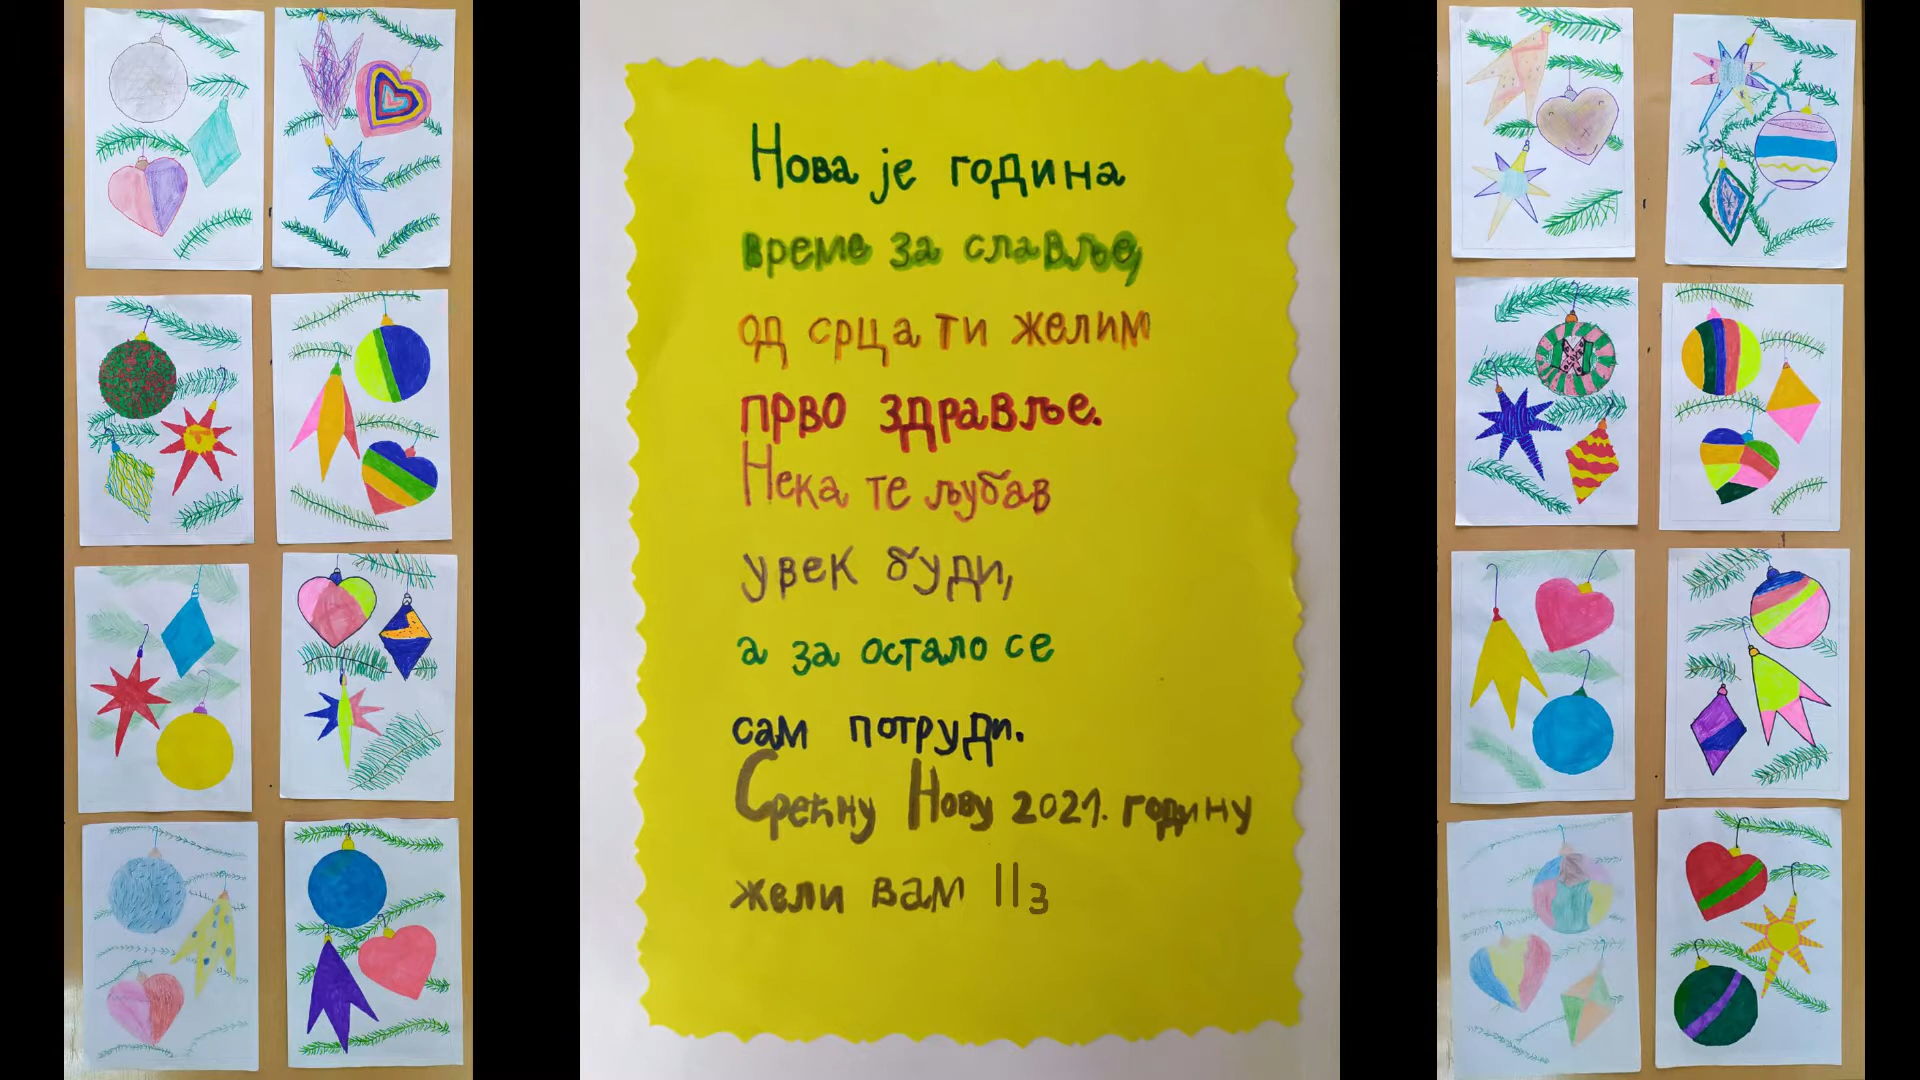 Нова је година
време за славље,
од срца ти желим
прво здравље.
Нека те љубав
увек буди,
а за остало се
сам потруди.
Срећну Нову 2021. годину
жели вам II3